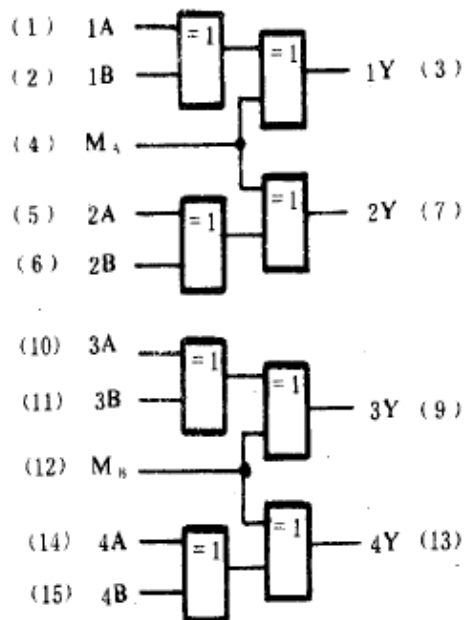 (1) 1A =1
=1
(2) 1B 1Y (3)
(4) MA
(5) 2A =1 2Y (7)
=1
(6) 2B
(10) 3A =1
=1
(11) 3B 3Y (9)
(12) MB
(14) 4A =1 4Y (13)
=1
(15) 4B